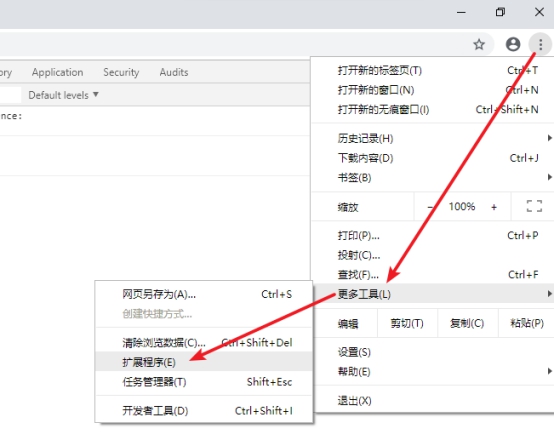 ory Application Security Audits
Default levels ▼
nce:
打开新的标签页(T) Ctrl+T
打开新的窗口(N) Ctrl+N
打开新的无痕窗口(I) Ctrl+Shift+N
历史记录(H)
下载内容(D) Ctrl+J
书签(B)
缩放 − 100% +
打印(P)... Ctrl+P
投射(C)...
查找(F)... Ctrl+F
更多工具(L)
编辑 剪切(T) 复制(C) 粘贴(P)
设置(S)
帮助(E)
退出(X)
网页另存为(A)... Ctrl+S
创建快捷方式...
清除浏览数据(C)... Ctrl+Shift+Del
扩展程序(E)
任务管理器(T) Shift+Esc
开发者工具(D) Ctrl+Shift+I